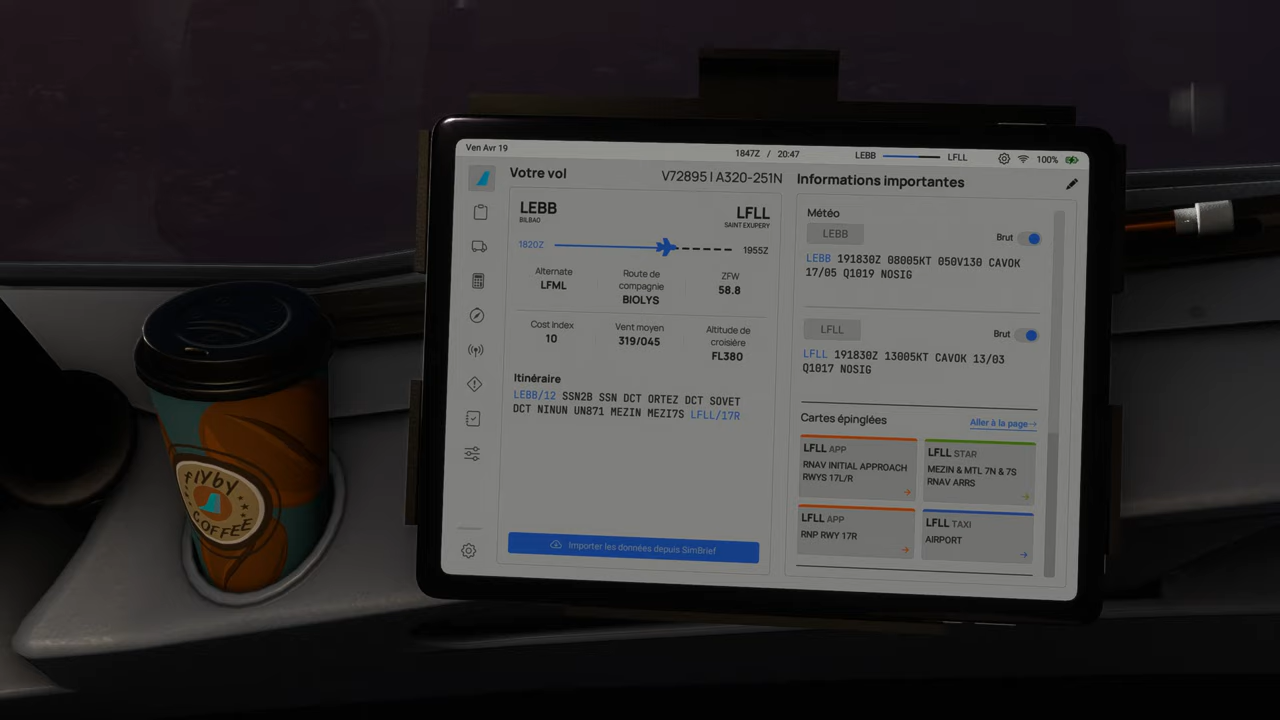 Ven Avr 19
1847Z / 20:47
LEBB LFLL
100%
Votre vol
V72895 | A320-251N
LEBB
BILBAO
LFLL
SAINT EXUPERY
1820Z
1955Z
Alternate
LFML
Route de
compagnie
BIOLYS
ZFW
58.8
Cost Index
10
Vent moyen
319/045
Altitude de
croisière
FL380
Itinéraire
LEBB/12 SSN2B SSN DCT ORTEZ DCT SOVET
DCT NINUN UN871 MEZIN MEZI7S LFLL/17R
Importer les données depuis SimBrief
Informations importantes
Météo
LEBB
Brut
LEBB 191830Z 08005KT 050V130 CAVOK
17/05 Q1019 NOSIG
LFLL
Brut
LFLL 191830Z 13005KT CAVOK 13/03
Q1017 NOSIG
Cartes épinglées
Aller à la page→
LFLL APP
RNAV INITIAL APPROACH
RWYS 17L/R
LFLL STAR
MEZIN & MTL 7N & 7S
RNAV ARRS
LFLL APP
RNP RWY 17R
LFLL TAXI
AIRPORT
flyby
COFFEE